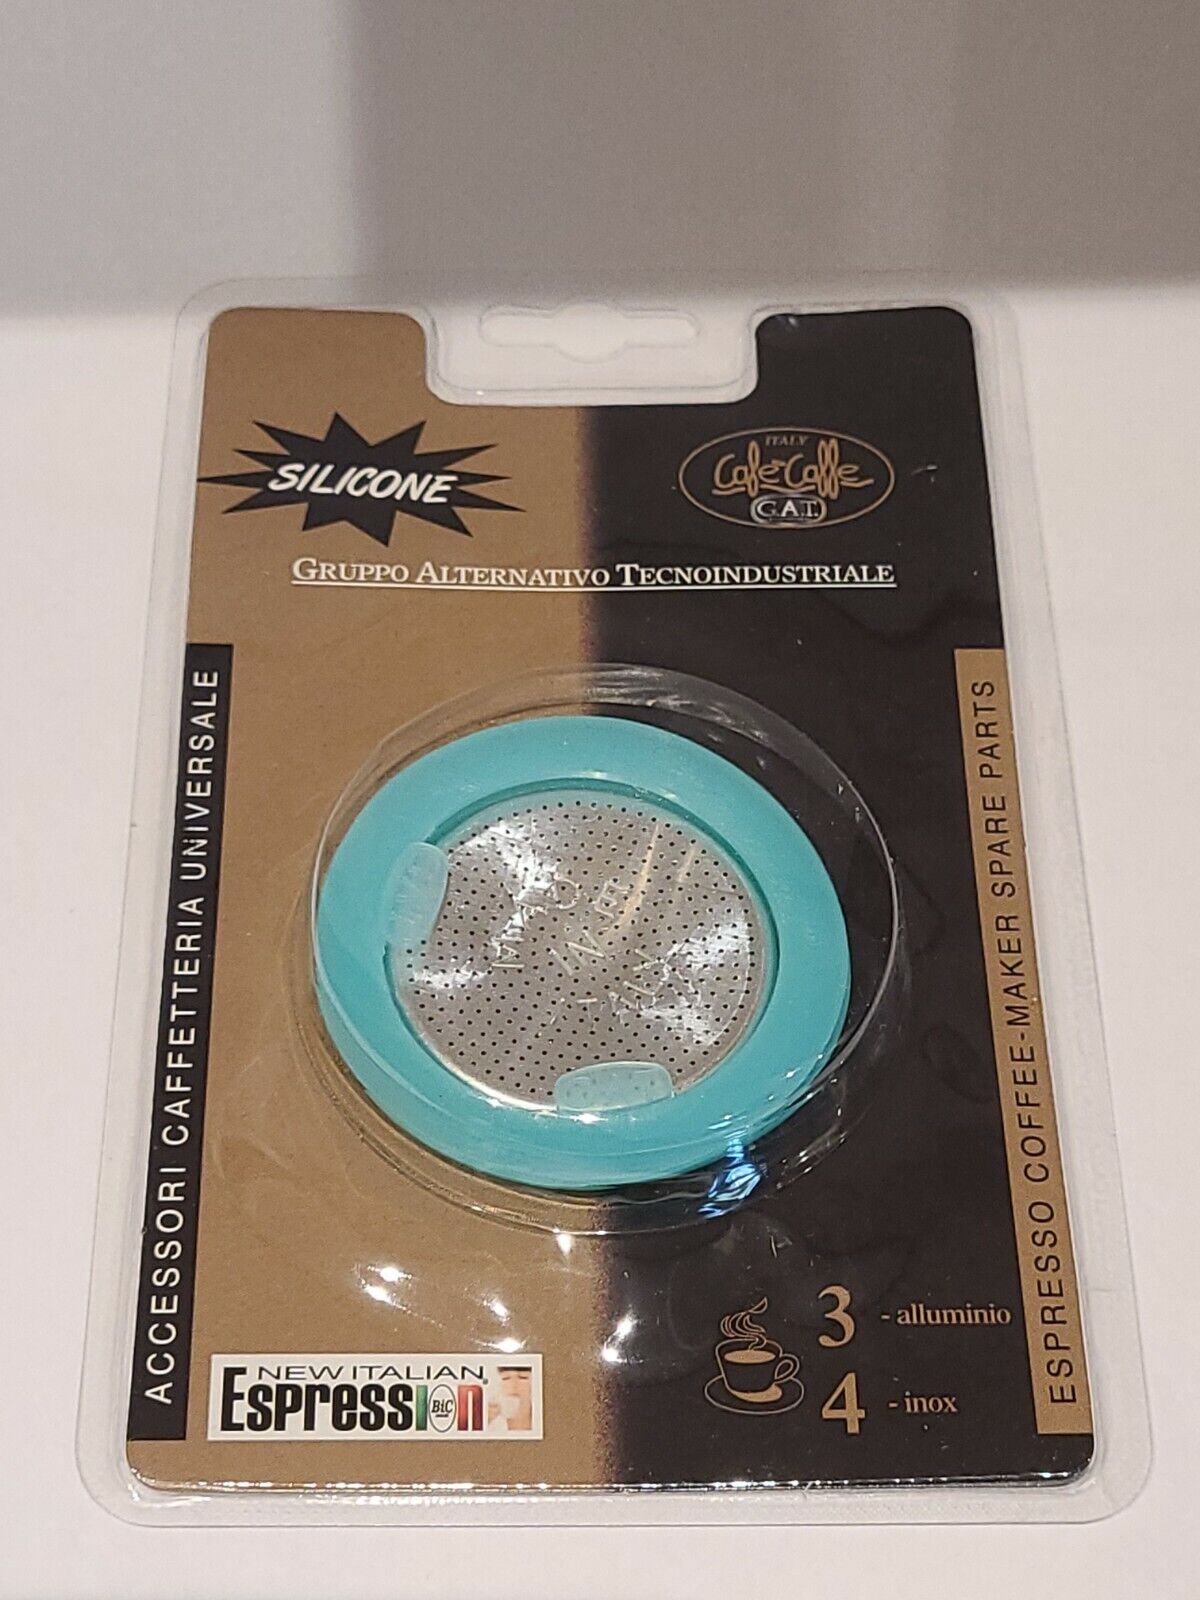 SILICONE
ITALY
Cafe Caffe
G.A.T.
GRUPPO ALTERNATIVO TECNOINDUSTRIALE
ACCESSORI CAFFETTERIA UNIVERSALE
ESPRESSO COFFEE-MAKER SPARE PARTS
3 - alluminio
4 - inox
NEW ITALIAN
Espression®
BiC